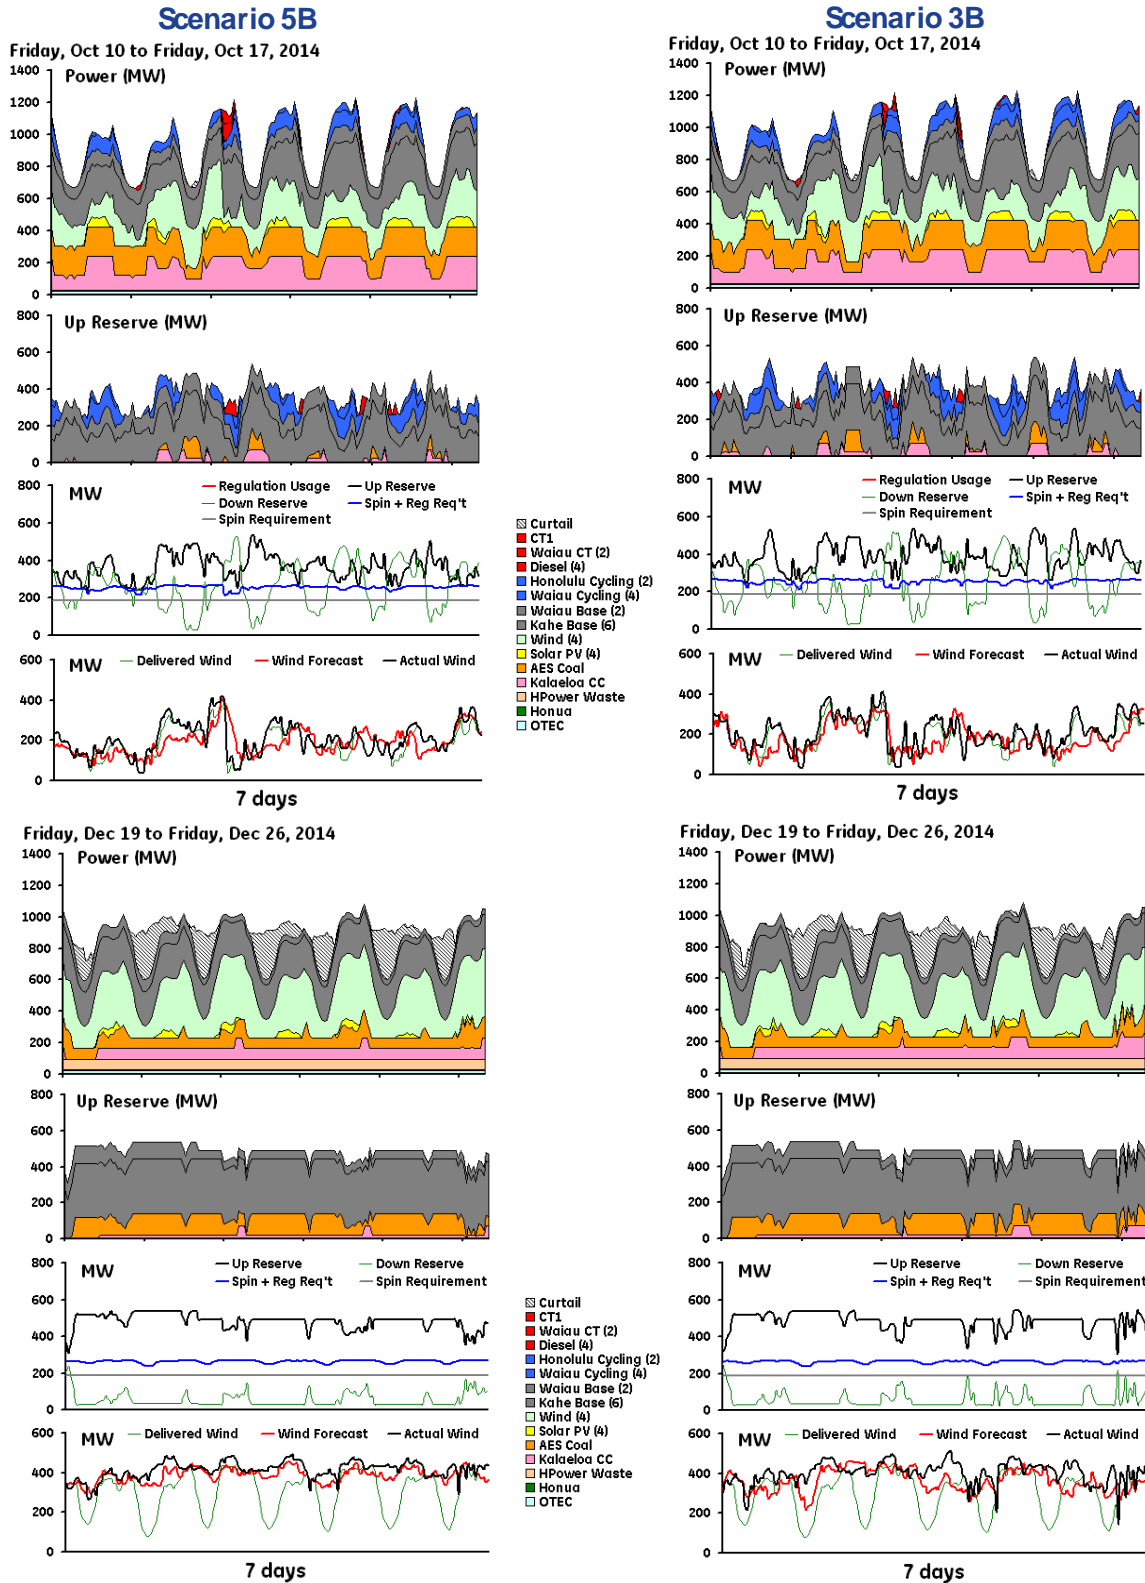 Scenario 5B
Friday, Oct 10 to Friday, Oct 17, 2014
Power (MW)
1400
1200
1000
800
600
400
200
0
Up Reserve (MW)
800
600
400
200
0
MW
Regulation Usage
Up Reserve
Down Reserve
Spin + Reg Req't
Spin Requirement
800
600
400
200
0
MW
Delivered Wind
Wind Forecast
Actual Wind
600
400
200
0
7 days
Scenario 3B
Friday, Oct 10 to Friday, Oct 17, 2014
Power (MW)
1400
1200
1000
800
600
400
200
0
Up Reserve (MW)
800
600
400
200
0
MW
Regulation Usage
Up Reserve
Down Reserve
Spin + Reg Req't
Spin Requirement
800
600
400
200
0
MW
Delivered Wind
Wind Forecast
Actual Wind
600
400
200
0
7 days
Curtail
CT1
Waiau CT (2)
Diesel (4)
Honolulu Cycling (2)
Waiau Cycling (4)
Waiau Base (2)
Kahe Base (6)
Wind (4)
Solar PV (4)
AES Coal
Kalaeloa CC
HPower Waste
Honua
OTEC
Friday, Dec 19 to Friday, Dec 26, 2014
Power (MW)
1400
1200
1000
800
600
400
200
0
Up Reserve (MW)
800
600
400
200
0
MW
Up Reserve
Down Reserve
Spin + Reg Req't
Spin Requirement
800
600
400
200
0
MW
Delivered Wind
Wind Forecast
Actual Wind
600
400
200
0
7 days
Friday, Dec 19 to Friday, Dec 26, 2014
Power (MW)
1400
1200
1000
800
600
400
200
0
Up Reserve (MW)
800
600
400
200
0
MW
Up Reserve
Down Reserve
Spin + Reg Req't
Spin Requirement
800
600
400
200
0
MW
Delivered Wind
Wind Forecast
Actual Wind
600
400
200
0
7 days
Curtail
CT1
Waiau CT (2)
Diesel (4)
Honolulu Cycling (2)
Waiau Cycling (4)
Waiau Base (2)
Kahe Base (6)
Wind (4)
Solar PV (4)
AES Coal
Kalaeloa CC
HPower Waste
Honua
OTEC